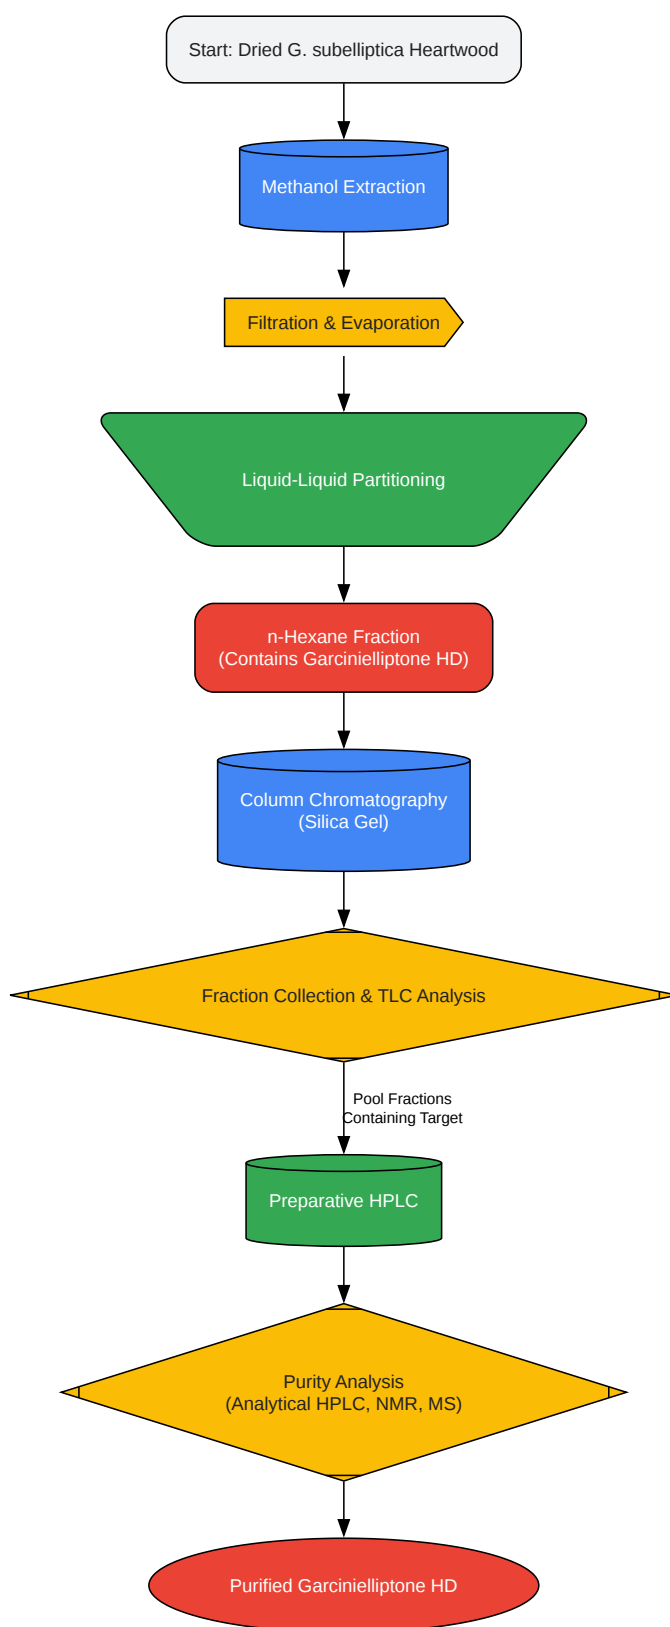 Start: Dried G. subelliptica Heartwood
Methanol Extraction
Filtration & Evaporation
Liquid-Liquid Partitioning
n-Hexane Fraction
(Contains Garcinielliptone HD)
Column Chromatography
(Silica Gel)
Fraction Collection & TLC Analysis
Pool Fractions
Containing Target
Preparative HPLC
Purity Analysis
(Analytical HPLC, NMR, MS)
Purified Garcinielliptone HD